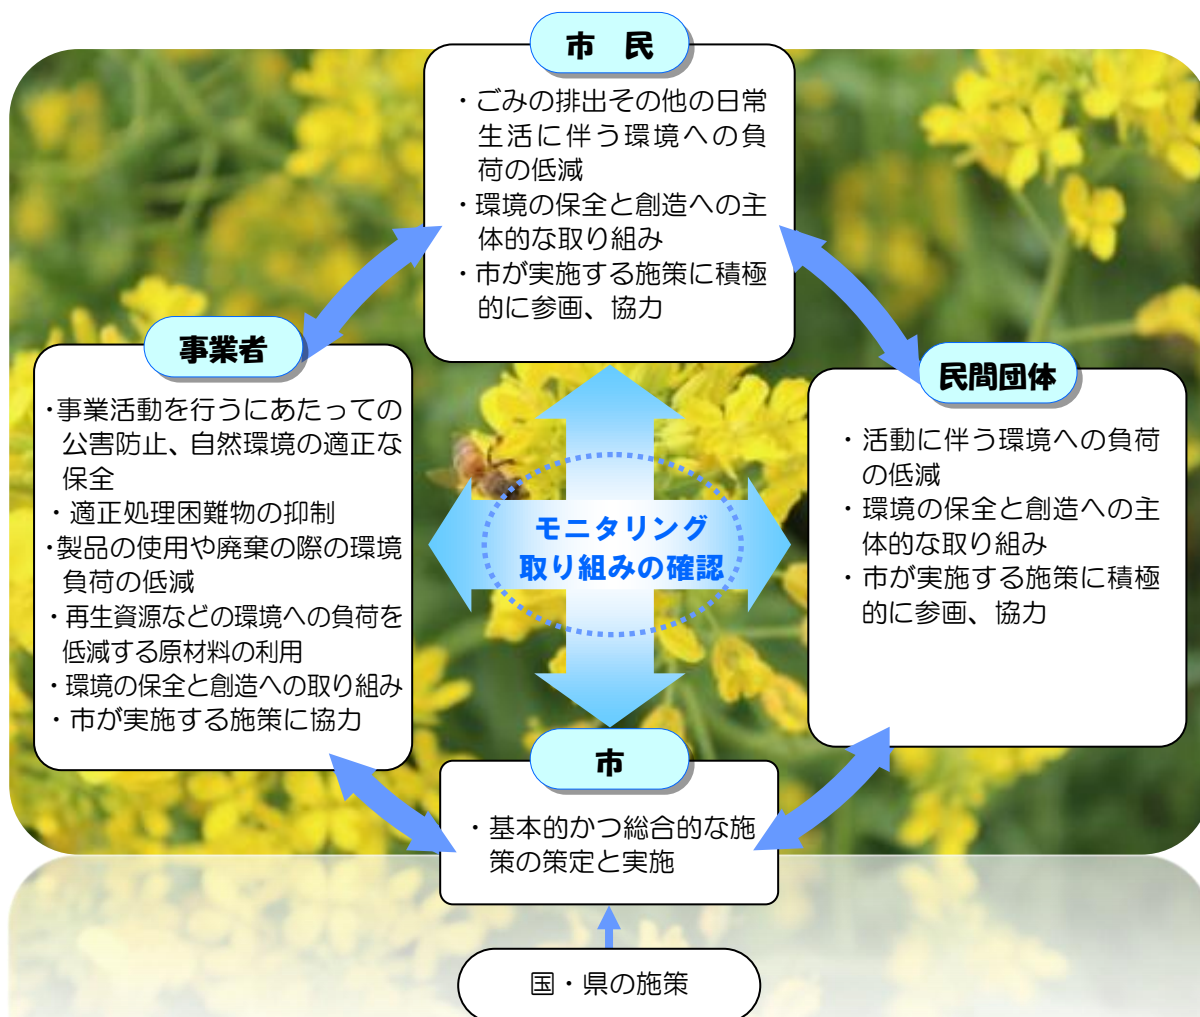 市　民
・ごみの排出その他の日常
生活に伴う環境への負
荷の低減
・環境の保全と創造への主
体的な取り組み
・市が実施する施策に積極
的に参画、協力
事業者
・事業活動を行うにあたっての
公害防止、自然環境の適正な
保全
・適正処理困難物の抑制
・製品の使用や廃棄の際の環境
負荷の低減
・再生資源などの環境への負荷を
低減する原材料の利用
・環境の保全と創造への取り組み
・市が実施する施策に協力
モニタリング
取り組みの確認
民間団体
・活動に伴う環境への負荷
の低減
・環境の保全と創造への主
体的な取り組み
・市が実施する施策に積極
的に参画、協力
市
・基本的かつ総合的な施
策の策定と実施
国・県の施策